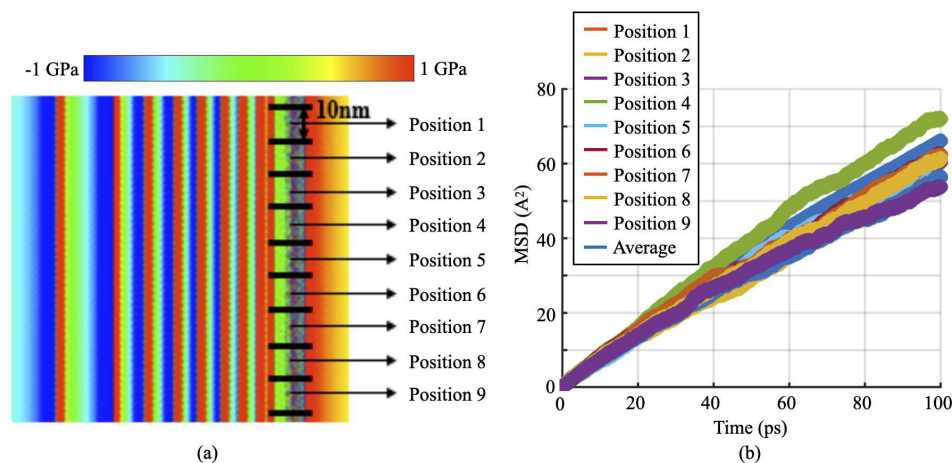 -1 GPa
1 GPa
10nm
Position 1
Position 2
Position 3
Position 4
Position 5
Position 6
Position 7
Position 8
Position 9
(a)
Position 1
Position 2
Position 3
Position 4
Position 5
Position 6
Position 7
Position 8
Position 9
Average
MSD (A²)
80
60
40
20
0
0
20
40
60
80
100
Time (ps)
(b)